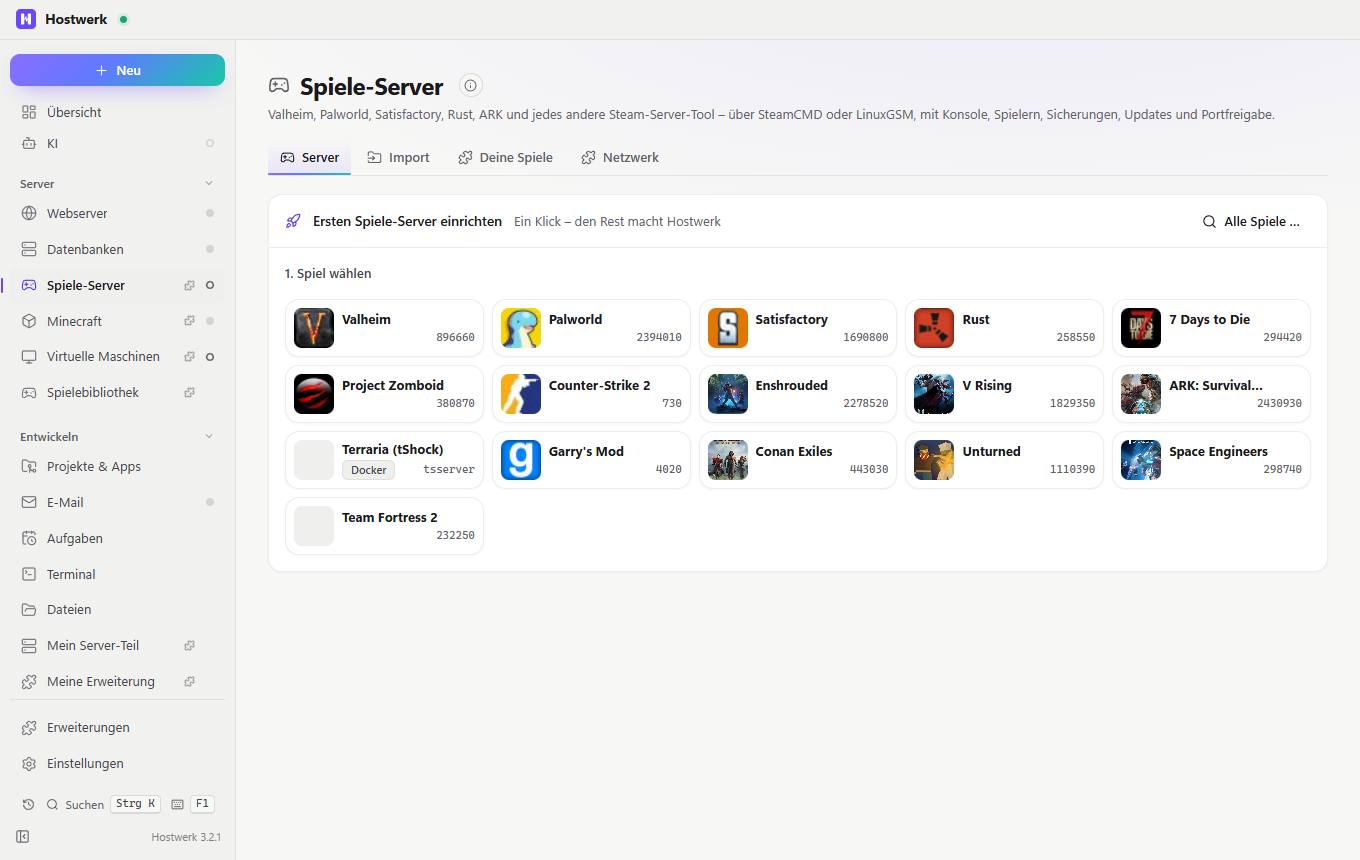 Hostwerk
Neu
Übersicht
KI
Server
Webserver
Datenbanken
Spiele-Server
Minecraft
Virtuelle Maschinen
Spielebibliothek
Entwickeln
Projekte & Apps
E-Mail
Aufgaben
Terminal
Dateien
Mein Server-Teil
Meine Erweiterung
Erweiterungen
Einstellungen
Suchen Strg K F1
Hostwerk 3.2.1
Spiele-Server
Valheim, Palworld, Satisfactory, Rust, ARK und jedes andere Steam-Server-Tool – über SteamCMD oder LinuxGSM, mit Konsole, Spielern, Sicherungen, Updates und Portfreigabe.
Server Import Deine Spiele Netzwerk
Ersten Spiele-Server einrichten Ein Klick – den Rest macht Hostwerk Alle Spiele ...
1. Spiel wählen
Valheim
896660
Palworld
2394010
Satisfactory
1690800
Rust
258550
7 Days to Die
294420
Project Zomboid
380870
Counter-Strike 2
730
Enshrouded
2278520
V Rising
1829350
ARK: Survival...
2430930
Terraria (tShock)
Docker tsserver
Garry's Mod
4020
Conan Exiles
443030
Unturned
1110390
Space Engineers
298740
Team Fortress 2
232250